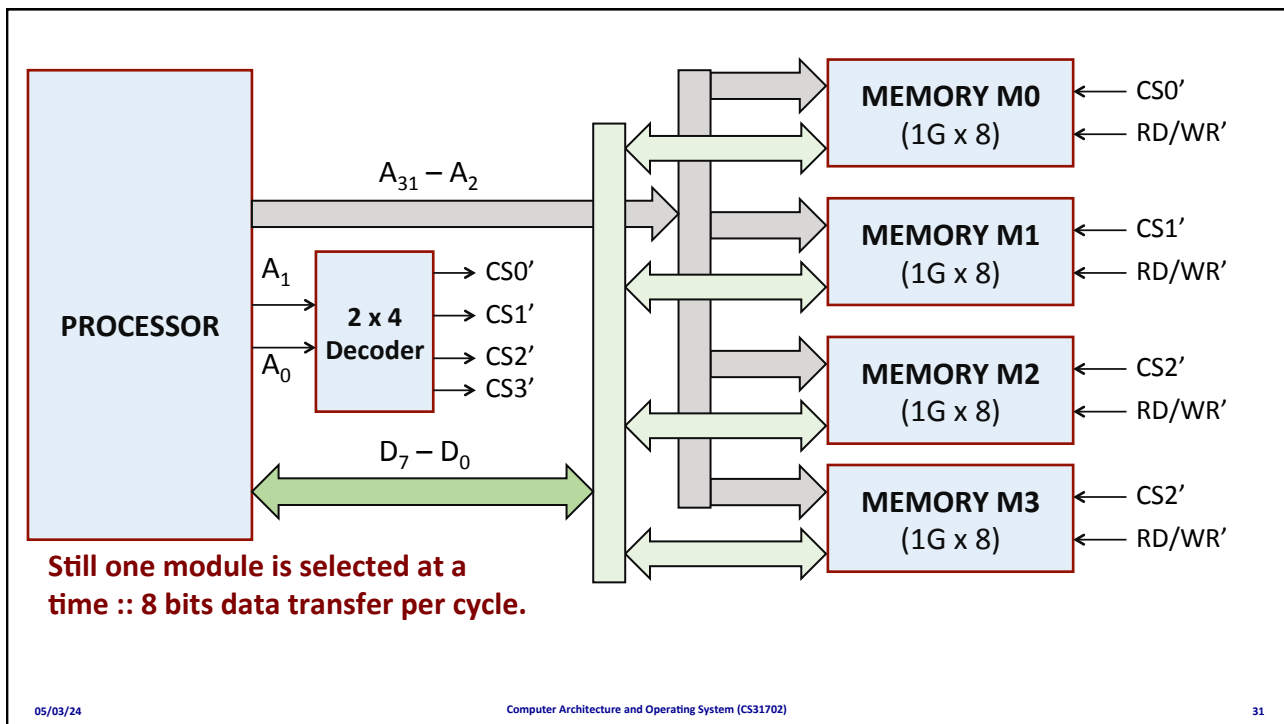 PROCESSOR
A₃₁ – A₂
A₁
A₀
2 x 4
Decoder
CS0’
CS1’
CS2’
CS3’
D₇ – D₀
MEMORY M0
(1G x 8)
CS0’
RD/WR’
MEMORY M1
(1G x 8)
CS1’
RD/WR’
MEMORY M2
(1G x 8)
CS2’
RD/WR’
MEMORY M3
(1G x 8)
CS2’
RD/WR’
Still one module is selected at a
time :: 8 bits data transfer per cycle.
05/03/24
Computer Architecture and Operating System (CS31702)
31